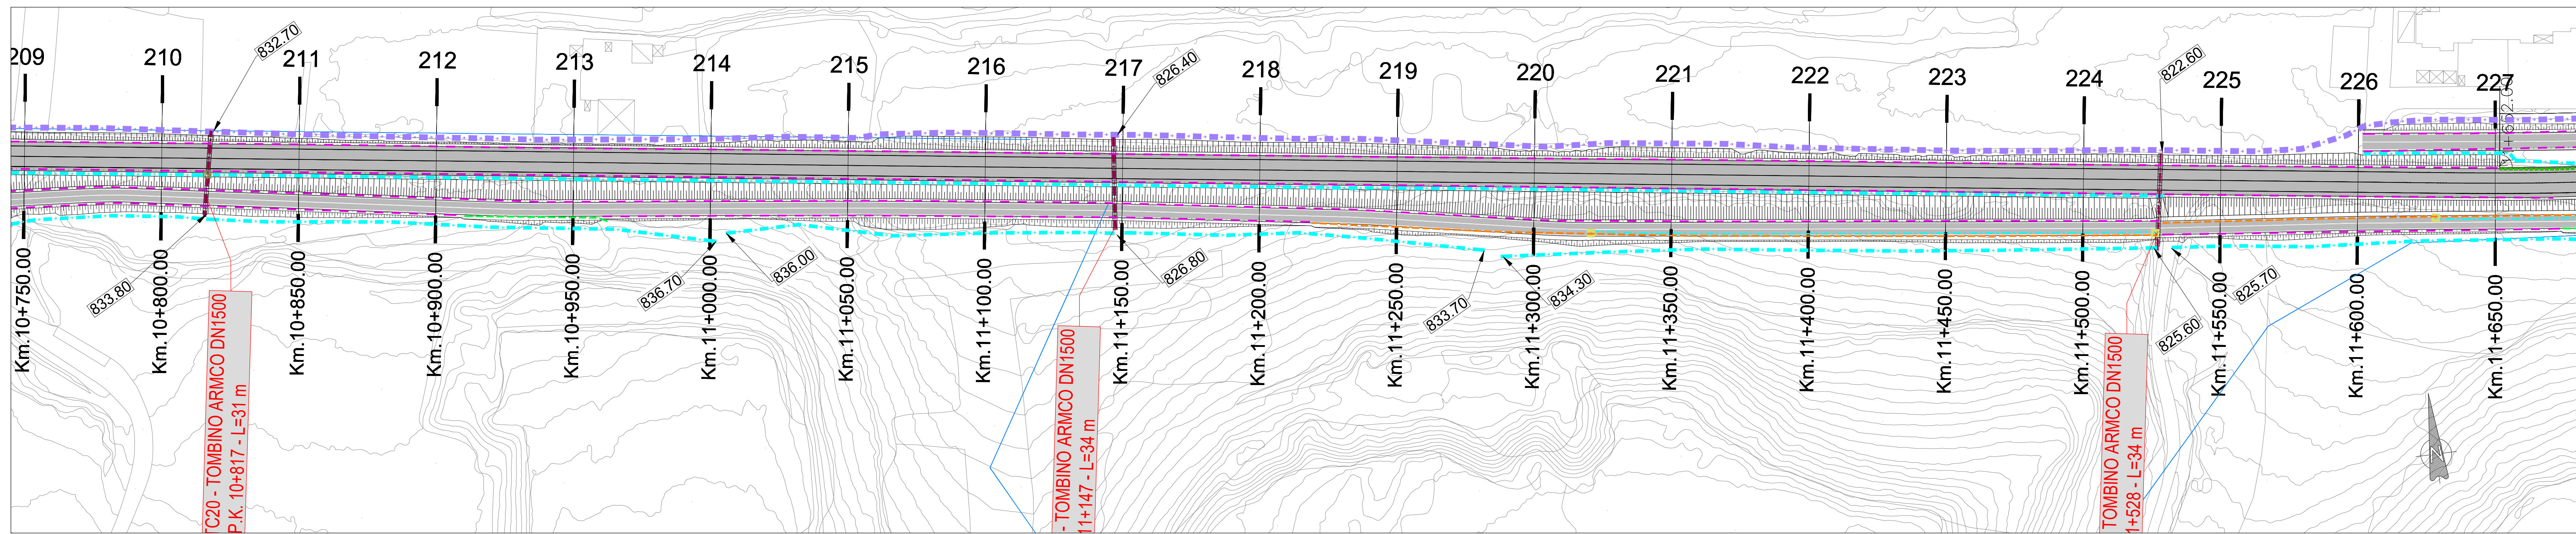 209
210
211
212
213
214
215
216
217
218
219
220
221
222
223
224
225
226
227
832.70
826.40
822.60
833.80
836.70
836.00
826.80
833.70
834.30
825.60
825.70
Km.10+750.00
Km.10+800.00
Km.10+850.00
Km.10+900.00
Km.10+950.00
Km.11+000.00
Km.11+050.00
Km.11+100.00
Km.11+150.00
Km.11+200.00
Km.11+250.00
Km.11+300.00
Km.11+350.00
Km.11+400.00
Km.11+450.00
Km.11+500.00
Km.11+550.00
Km.11+600.00
Km.11+650.00
TC20 - TOMBINO ARMCO DN1500
P.K. 10+817 - L=31 m
- TOMBINO ARMCO DN1500
11+147 - L=34 m
TOMBINO ARMCO DN1500
1+528 - L=34 m
N